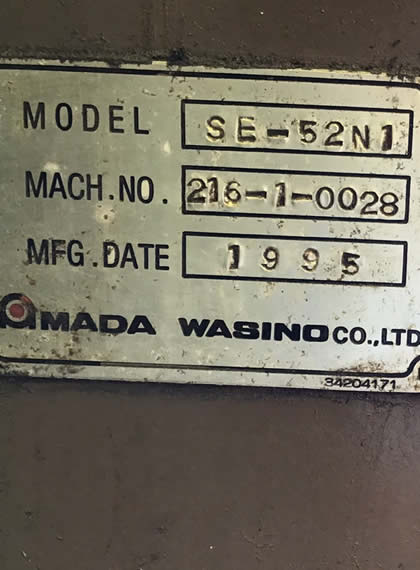 MODEL SE-52N1
MACH.NO. 216-1-0028
MFG.DATE 1995
AMADA WASINO CO.,LTD
34204171